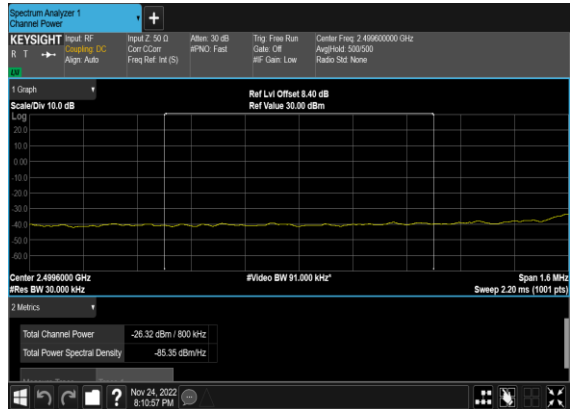 Spectrum Analyzer 1
Channel Power
KEYSIGHT
R T
LV
Input: RF
Coupling: DC
Align: Auto
Input Z: 50 Ω
Corr CCorr
Freq Ref: Int (S)
Atten: 30 dB
#PNO: Fast
Trig: Free Run
Gate: Off
#IF Gain: Low
Center Freq: 2.499600000 GHz
Avg|Hold: 500/500
Radio Std: None
1 Graph
Scale/Div 10.0 dB
Ref Lvl Offset 8.40 dB
Ref Value 30.00 dBm
Log
20.0
10.0
0.00
-10.0
-20.0
-30.0
-40.0
-50.0
-60.0
Center 2.4996000 GHz
#Res BW 30.000 kHz
#Video BW 91.000 kHz*
Span 1.6 MHz
Sweep 2.20 ms (1001 pts)
2 Metrics
Total Channel Power -26.32 dBm / 800 kHz
Total Power Spectral Density -85.35 dBm/Hz
?
Nov 24, 2022
8:10:57 PM